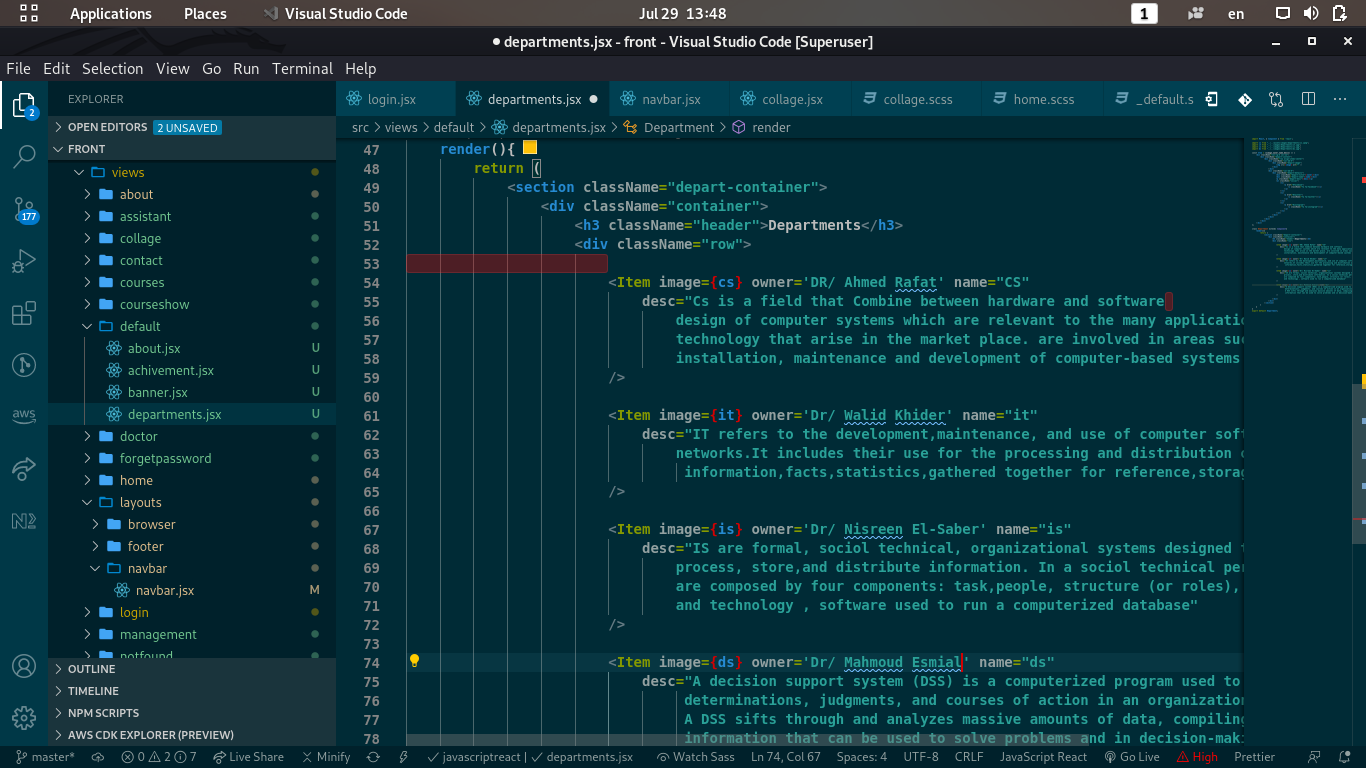 Applications Places Visual Studio Code Jul 29 13:48 1 en
departments.jsx - front - Visual Studio Code [Superuser]
File Edit Selection View Go Run Terminal Help
EXPLORER
login.jsx departments.jsx navbar.jsx collage.jsx collage.scss home.scss _default.s
2
OPEN EDITORS 2 UNSAVED
src > views > default > departments.jsx > Department > render
FRONT
views
about
assistant
collage
contact
courses
courseshow
default
about.jsx U
achivement.jsx U
banner.jsx U
departments.jsx U
doctor
forgetpassword
home
layouts
browser
footer
navbar
navbar.jsx M
login
management
notfound
177
aws
N2
OUTLINE
TIMELINE
NPM SCRIPTS
AWS CDK EXPLORER (PREVIEW)
47 render(){
48 return (
49 <section className="depart-container">
50 <div className="container">
51 <h3 className="header">Departments</h3>
52 <div className="row">
53
54 <Item image={cs} owner='DR/ Ahmed Rafat' name="CS"
55 desc="Cs is a field that Combine between hardware and software
56 design of computer systems which are relevant to the many applicatio
57 technology that arise in the market place. are involved in areas su
58 installation, maintenance and development of computer-based systems
59 />
60
61 <Item image={it} owner='Dr/ Walid Khider' name="it"
62 desc="IT refers to the development,maintenance, and use of computer sof
63 networks.It includes their use for the processing and distribution
64 information,facts,statistics,gathered together for reference,storag
65 />
66
67 <Item image={is} owner='Dr/ Nisreen El-Saber' name="is"
68 desc="IS are formal, sociol technical, organizational systems designed
69 process, store,and distribute information. In a sociol technical per
70 are composed by four components: task,people, structure (or roles),
71 and technology , software used to run a computerized database"
72 />
73
74 <Item image={ds} owner='Dr/ Mahmoud Esmial' name="ds"
75 desc="A decision support system (DSS) is a computerized program used to
76 determinations, judgments, and courses of action in an organization
77 A DSS sifts through and analyzes massive amounts of data, compiling
78 information that can be used to solve problems and in decision-mak
master* 0 2 7 Live Share Minify javascriptreact | departments.jsx Watch Sass Ln 74, Col 67 Spaces: 4 UTF-8 CRLF JavaScript React Go Live High Prettier